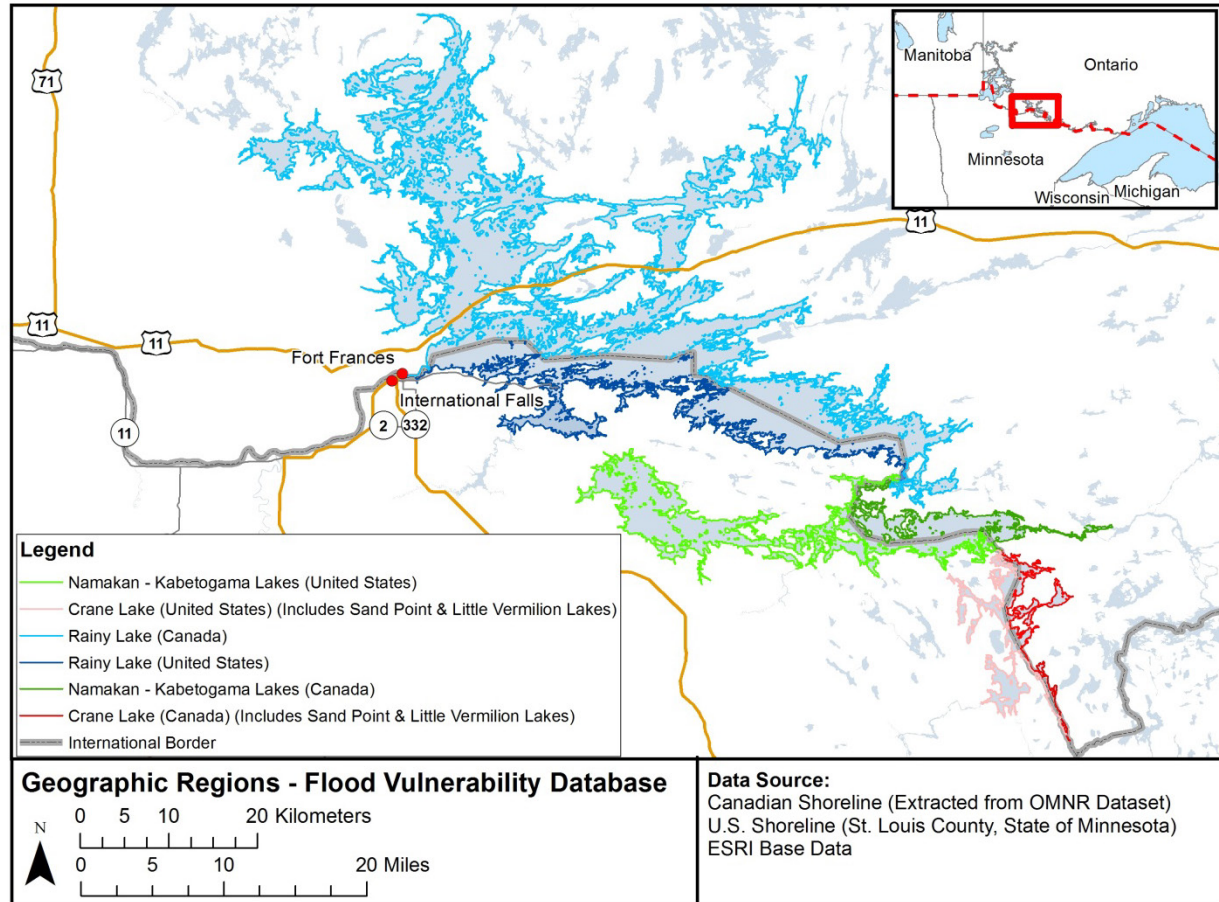 Manitoba
Ontario
Minnesota
Wisconsin
Michigan
71
11
11
11
Fort Frances
International Falls
11
2
332
Legend
Namakan - Kabetogama Lakes (United States)
Crane Lake (United States) (Includes Sand Point & Little Vermilion Lakes)
Rainy Lake (Canada)
Rainy Lake (United States)
Namakan - Kabetogama Lakes (Canada)
Crane Lake (Canada) (Includes Sand Point & Little Vermilion Lakes)
International Border
Geographic Regions - Flood Vulnerability Database
N
0 5 10 20 Kilometers
0 5 10 20 Miles
Data Source:
Canadian Shoreline (Extracted from OMNR Dataset)
U.S. Shoreline (St. Louis County, State of Minnesota)
ESRI Base Data